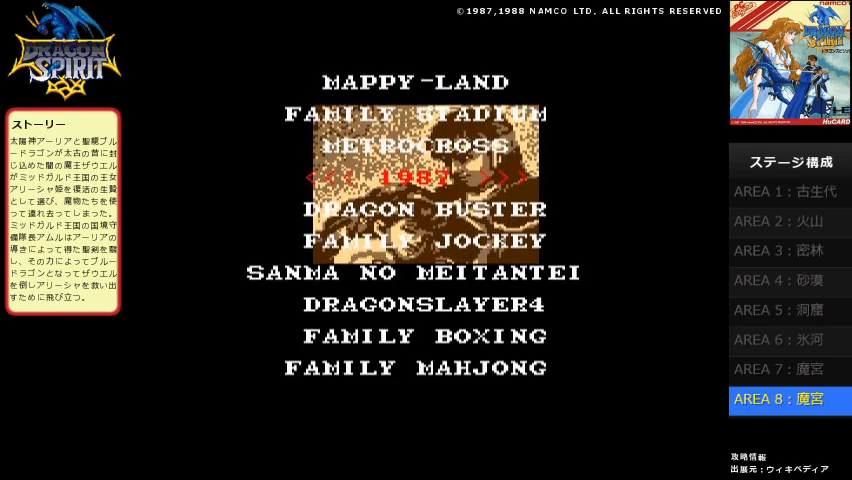 ©1987,1988 NAMCO LTD. ALL RIGHTS RESERVED
DRAGON
SPIRIT
ストーリー
太陽神アーリアと聖龍ブル
ードラゴンが太古の昔に封
じ込めた闇の魔王ザウエル
がミッドガルド王国の王女
アリーシャ姫を復活の生贄
として選び、魔物たちを使
って連れ去ってしまった。
ミッドガルド王国の国境守
備隊長アムルはアーリアの
導きによって得た聖剣を翳
し、その力によってブルー
ドラゴンとなってザウエル
を倒しアリーシャを救い出
すために飛び立つ。
MAPPY-LAND
FAMILY STADIUM
METROCROSS
<<< 1987 >>>
DRAGON BUSTER
FAMILY JOCKEY
SANMA NO MEITANTEI
DRAGONSLAYER4
FAMILY BOXING
FAMILY MAHJONG
namcot
DRAGON
SPIRIT
HuCARD
ステージ構成
AREA 1：古生代
AREA 2：火山
AREA 3：密林
AREA 4：砂漠
AREA 5：洞窟
AREA 6：氷河
AREA 7：魔宮
AREA 8：魔宮
攻略情報
出展元：ウィキペディア